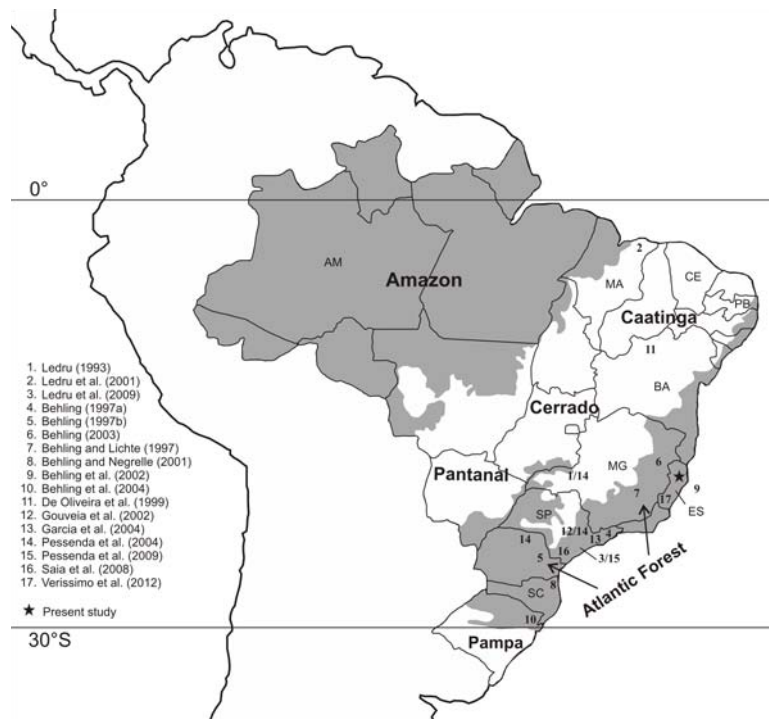 0°
2
AM
MA
CE
Amazon
PB
Caatinga
11
1. Ledru (1993)
2. Ledru et al. (2001)
3. Ledru et al. (2009)
4. Behling (1997a)
5. Behling (1997b)
6. Behling (2003)
7. Behling and Lichte (1997)
8. Behling and Negrelle (2001)
9. Behling et al. (2002)
10. Behling et al. (2004)
11. De Oliveira et al. (1999)
12. Gouveia et al. (2002)
13. Garcia et al. (2004)
14. Pessenda et al. (2004)
15. Pessenda et al. (2009)
16. Saia et al. (2008)
17. Verissimo et al. (2012)
★ Present study
BA
Cerrado
Pantanal
1/14
MG
6
★
9
7
17
ES
SP
12/14
14
13
4
16
3/15
5
Atlantic Forest
8
SC
10
30°S
Pampa